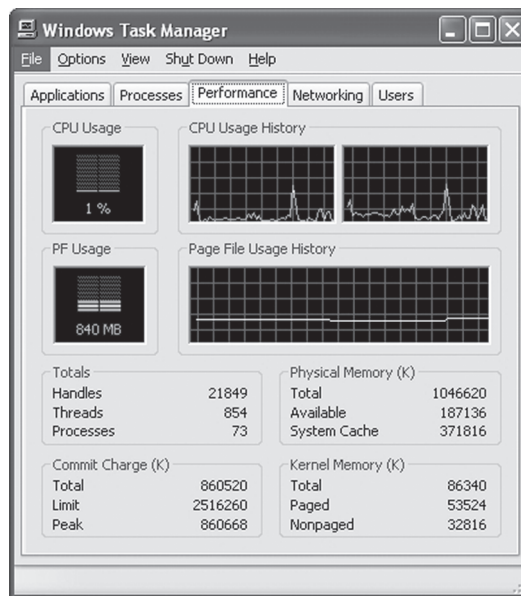 Windows Task Manager
File Options View Shut Down Help
Applications Processes Performance Networking Users
CPU Usage
CPU Usage History
1 %
PF Usage
Page File Usage History
840 MB
Totals
Handles 21849
Threads 854
Processes 73
Physical Memory (K)
Total 1046620
Available 187136
System Cache 371816
Commit Charge (K)
Total 860520
Limit 2516260
Peak 860668
Kernel Memory (K)
Total 86340
Paged 53524
Nonpaged 32816